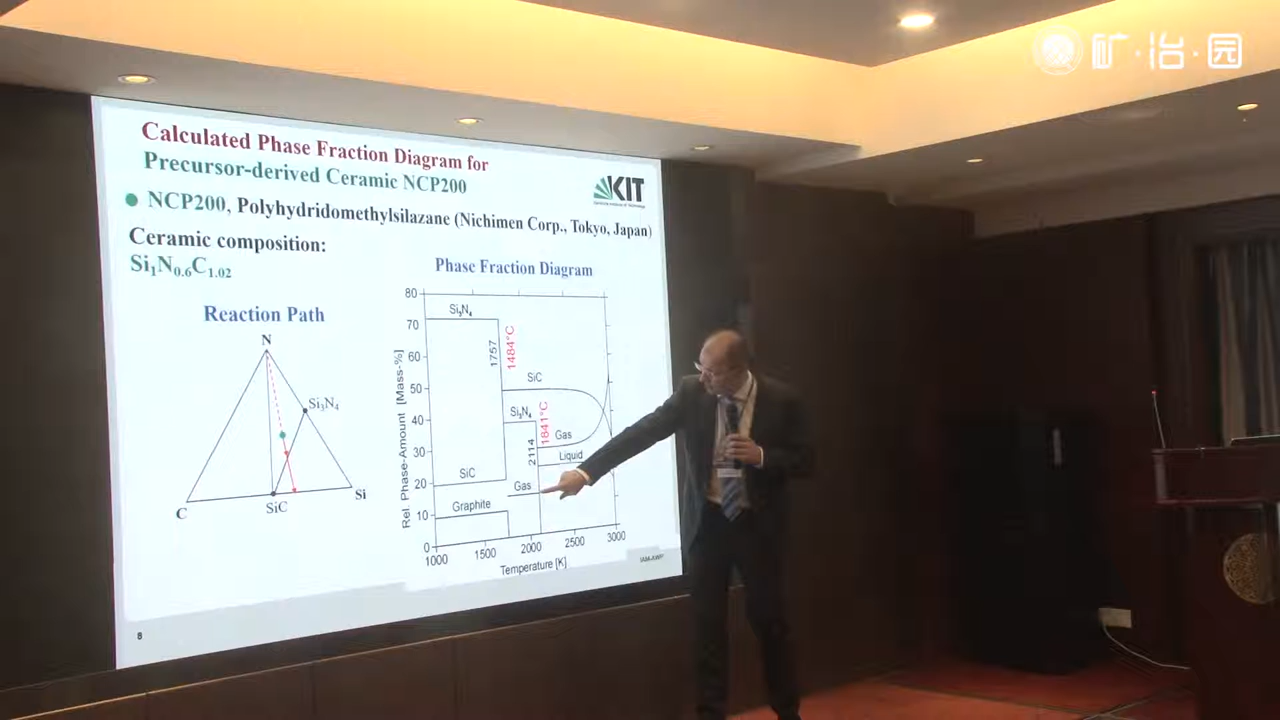 矿·冶·园
Calculated Phase Fraction Diagram for
Precursor-derived Ceramic NCP200
KIT
NCP200, Polyhydridomethylsilazane (Nichimen Corp., Tokyo, Japan)
Ceramic composition:
Si₁N₀.₆C₁.₀₂
Reaction Path
N
Si₃N₄
C
SiC
Si
Phase Fraction Diagram
Rel. Phase-Amount [Mass-%]
80
70
60
50
40
30
20
10
0
Si₃N₄
1757
1484°C
SiC
Si₃N₄
2114
1841°C
Gas
Liquid
SiC
Gas
Graphite
1000
1500
2000
2500
3000
Temperature [K]
IAM-AWP
8